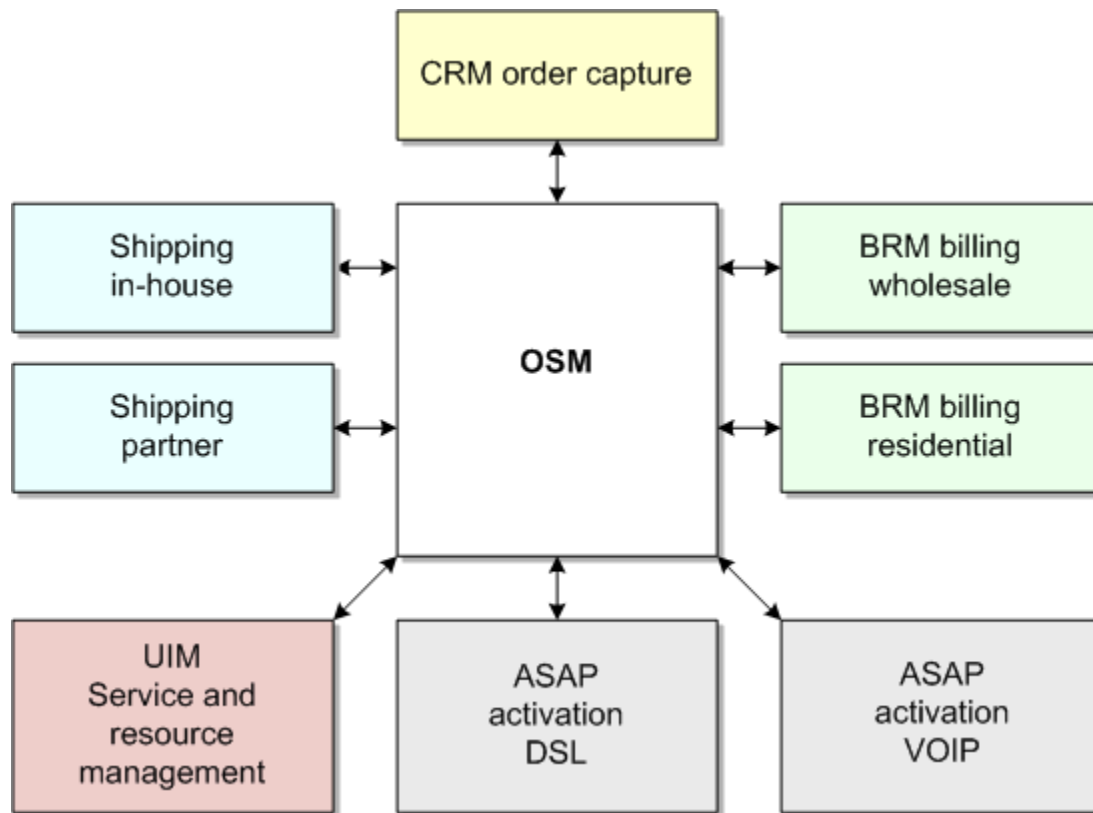 CRM order capture
Shipping
in-house
OSM
BRM billing
wholesale
Shipping
partner
BRM billing
residential
UIM
Service and
resource
management
ASAP
activation
DSL
ASAP
activation
VOIP